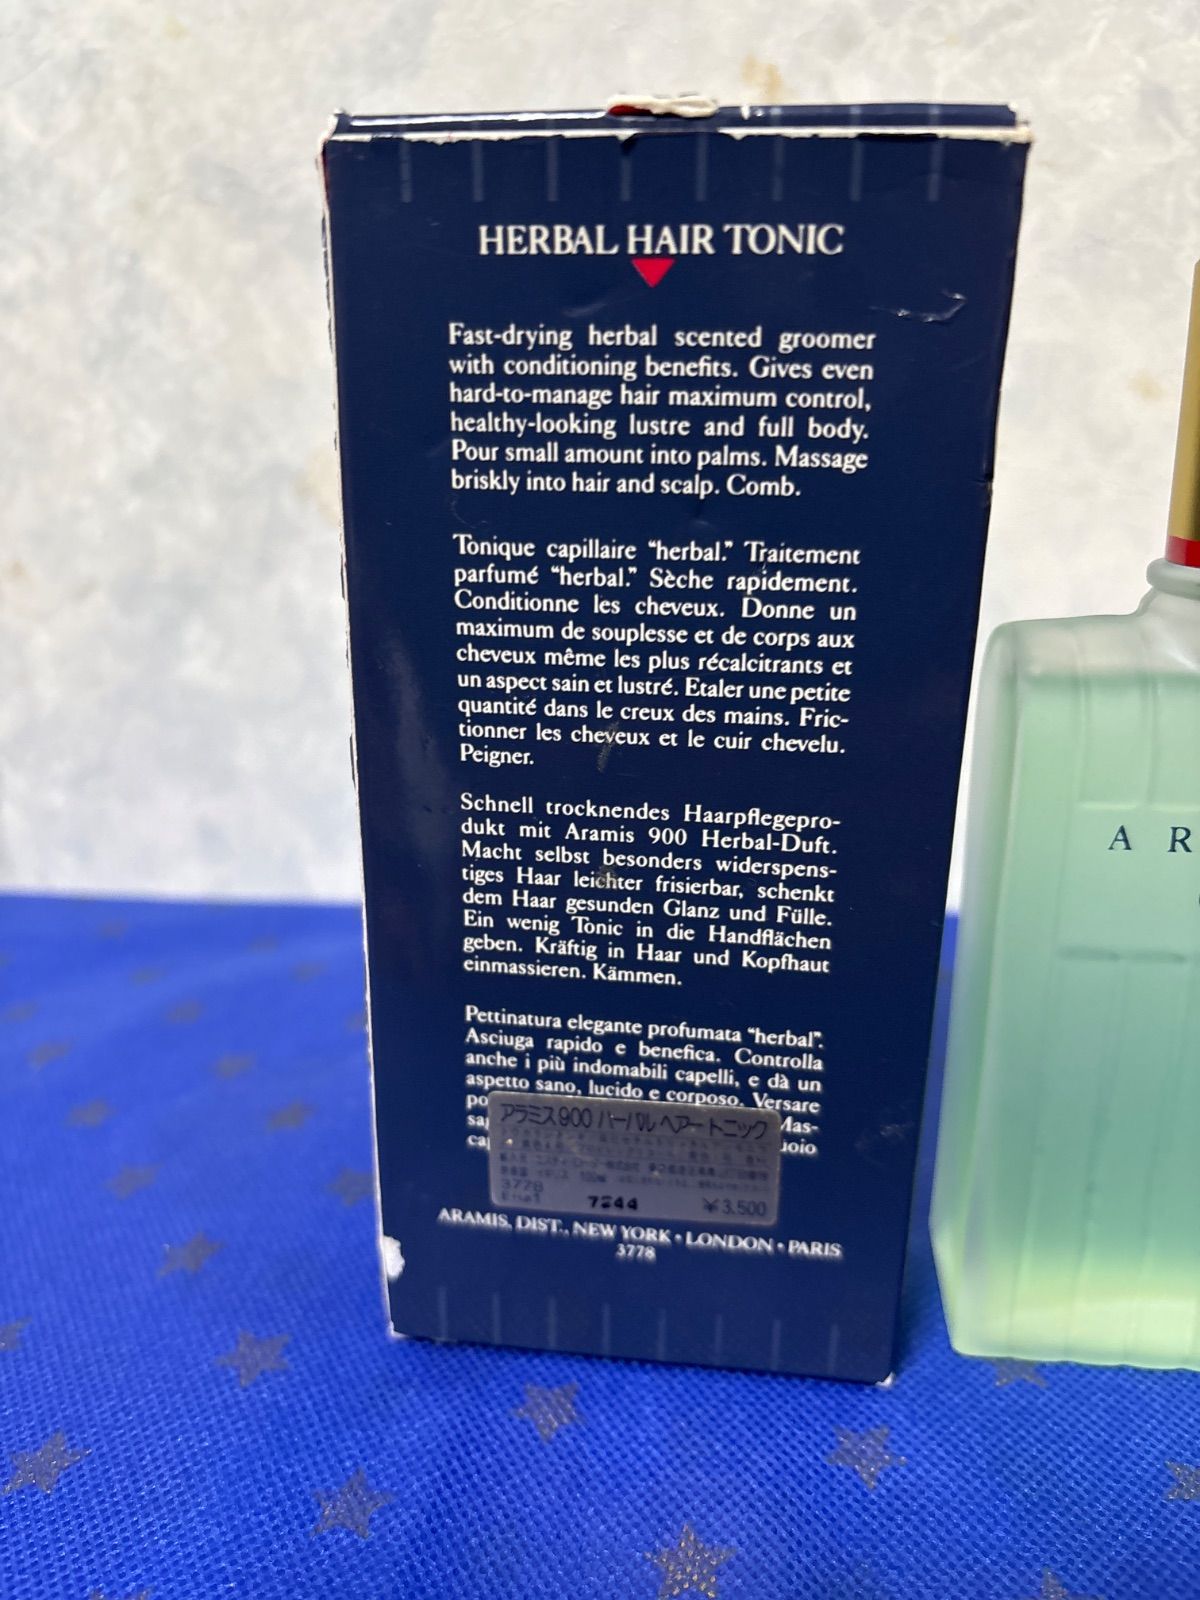 HERBAL HAIR TONIC
Fast-drying herbal scented groomer
with conditioning benefits. Gives even
hard-to-manage hair maximum control,
healthy-looking lustre and full body.
Pour small amount into palms. Massage
briskly into hair and scalp. Comb.
Tonique capillaire “herbal.” Traitement
parfumé “herbal.” Sèche rapidement.
Conditionne les cheveux. Donne un
maximum de souplesse et de corps aux
cheveux même les plus récalcitrants et
un aspect sain et lustré. Etaler une petite
quantité dans le creux des mains. Fric-
tionner les cheveux et le cuir chevelu.
Peigner.
Schnell trocknendes Haarpflegepro-
dukt mit Aramis 900 Herbal-Duft.
Macht selbst besonders widerspens-
tiges Haar leichter frisierbar, schenkt
dem Haar gesunden Glanz und Fülle.
Ein wenig Tonic in die Handflächen
geben. Kräftig in Haar und Kopfhaut
einmassieren. Kämmen.
Pettinatura elegante profumata “herbal”.
Asciuga rapido e benefica. Controlla
anche i più indomabili capelli, e dà un
aspetto sano, lucido e corposo. Versare
アラミス900 ハーバル ヘアー トニック
3778
7244 ¥3,500
ARAMIS, DIST., NEW YORK • LONDON • PARIS
3778
A R